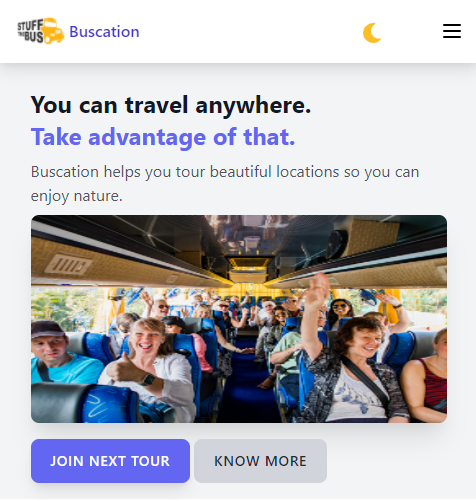 STUFF
THE BUS
Buscation
You can travel anywhere.
Take advantage of that.
Buscation helps you tour beautiful locations so you can
enjoy nature.
JOIN NEXT TOUR
KNOW MORE